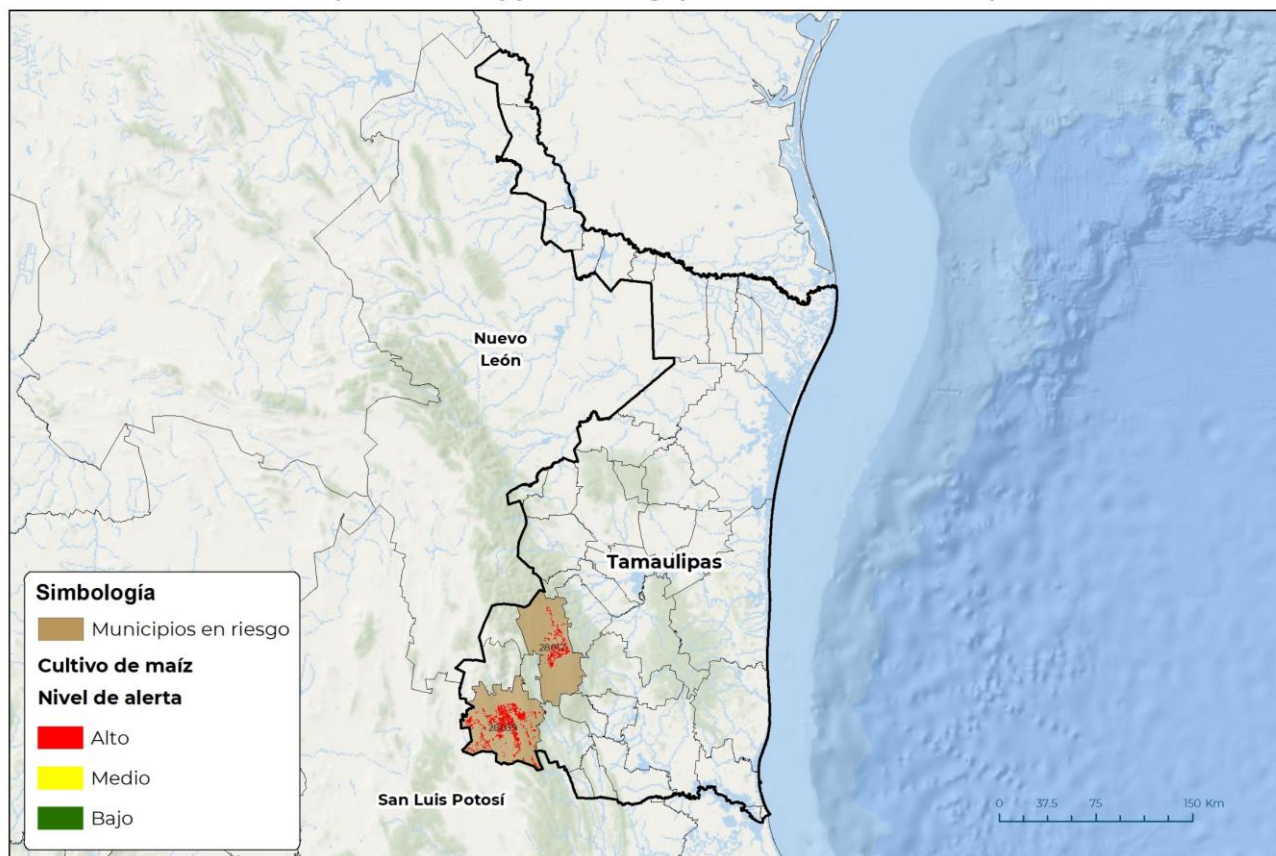 Nuevo
León
Tamaulipas
San Luis Potosí
Simbología
Municipios en riesgo
Cultivo de maíz
Nivel de alerta
Alto
Medio
Bajo
0 37.5 75 150 Km